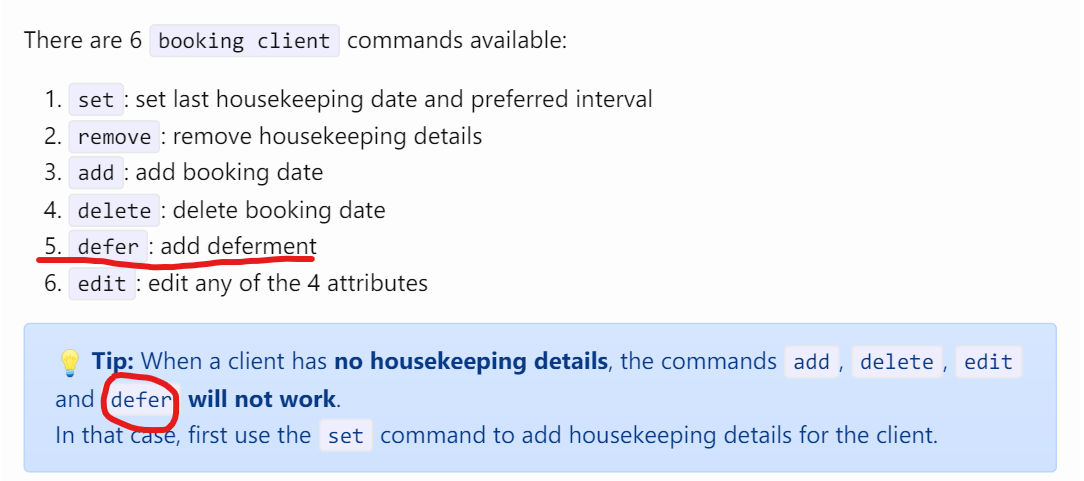 There are 6 booking client commands available:
1. set : set last housekeeping date and preferred interval
2. remove : remove housekeeping details
3. add : add booking date
4. delete : delete booking date
5. defer : add deferment
6. edit : edit any of the 4 attributes
💡 Tip: When a client has no housekeeping details, the commands add , delete , edit
and defer will not work.
In that case, first use the set command to add housekeeping details for the client.